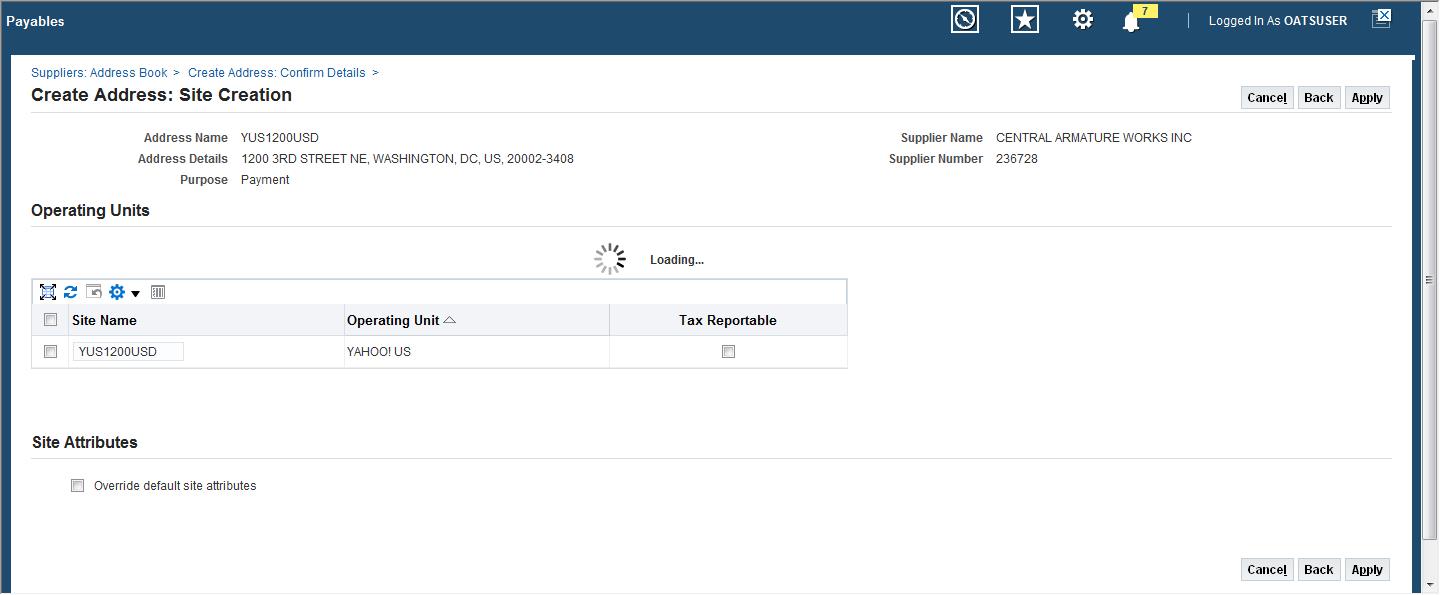 Payables
7
Logged In As OATSUSER
Suppliers: Address Book > Create Address: Confirm Details >
Create Address: Site Creation
Cancel Back Apply
Address Name YUS1200USD
Supplier Name CENTRAL ARMATURE WORKS INC
Address Details 1200 3RD STREET NE, WASHINGTON, DC, US, 20002-3408
Supplier Number 236728
Purpose Payment
Operating Units
Loading...
Site Name Operating Unit Tax Reportable
YUS1200USD YAHOO! US
Site Attributes
Override default site attributes
Cancel Back Apply